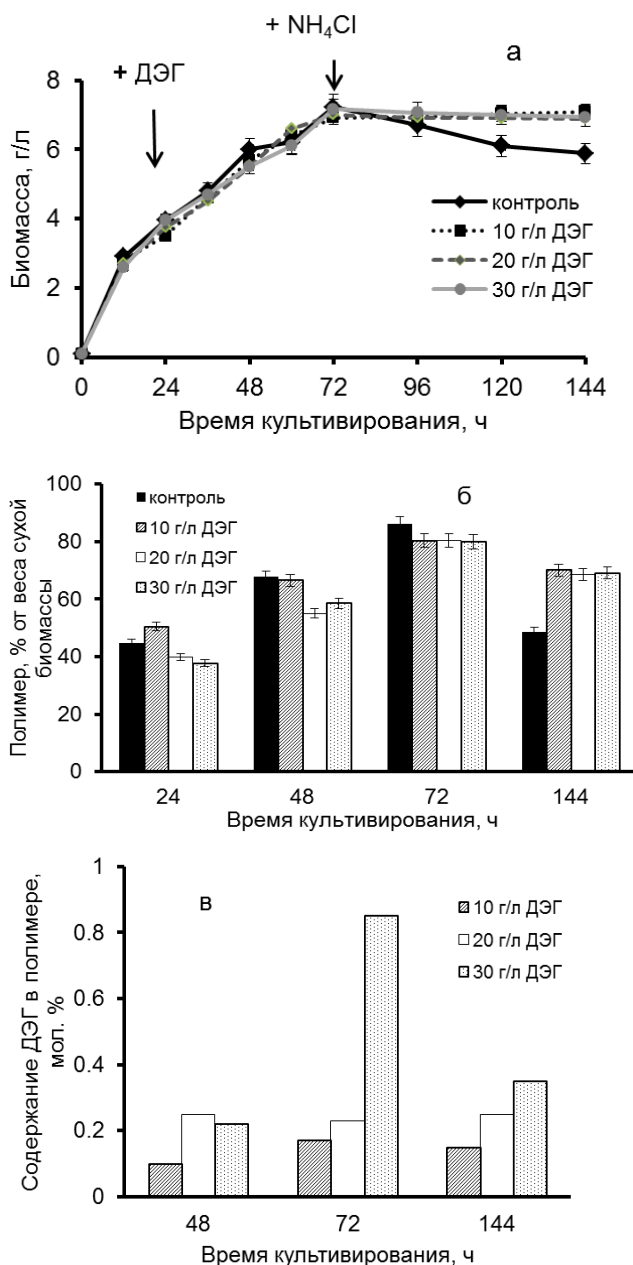 + NH₄Cl
а
+ ДЭГ
Биомасса, г/л
8
6
4
2
0
контроль
10 г/л ДЭГ
20 г/л ДЭГ
30 г/л ДЭГ
0 24 48 72 96 120 144
Время культивирования, ч
б
Полимер, % от веса сухой
биомассы
100
80
60
40
20
0
контроль
10 г/л ДЭГ
20 г/л ДЭГ
30 г/л ДЭГ
24 48 72 144
Время культивирования, ч
в
Содержание ДЭГ в полимере,
мол. %
1
0.8
0.6
0.4
0.2
0
10 г/л ДЭГ
20 г/л ДЭГ
30 г/л ДЭГ
48 72 144
Время культивирования, ч